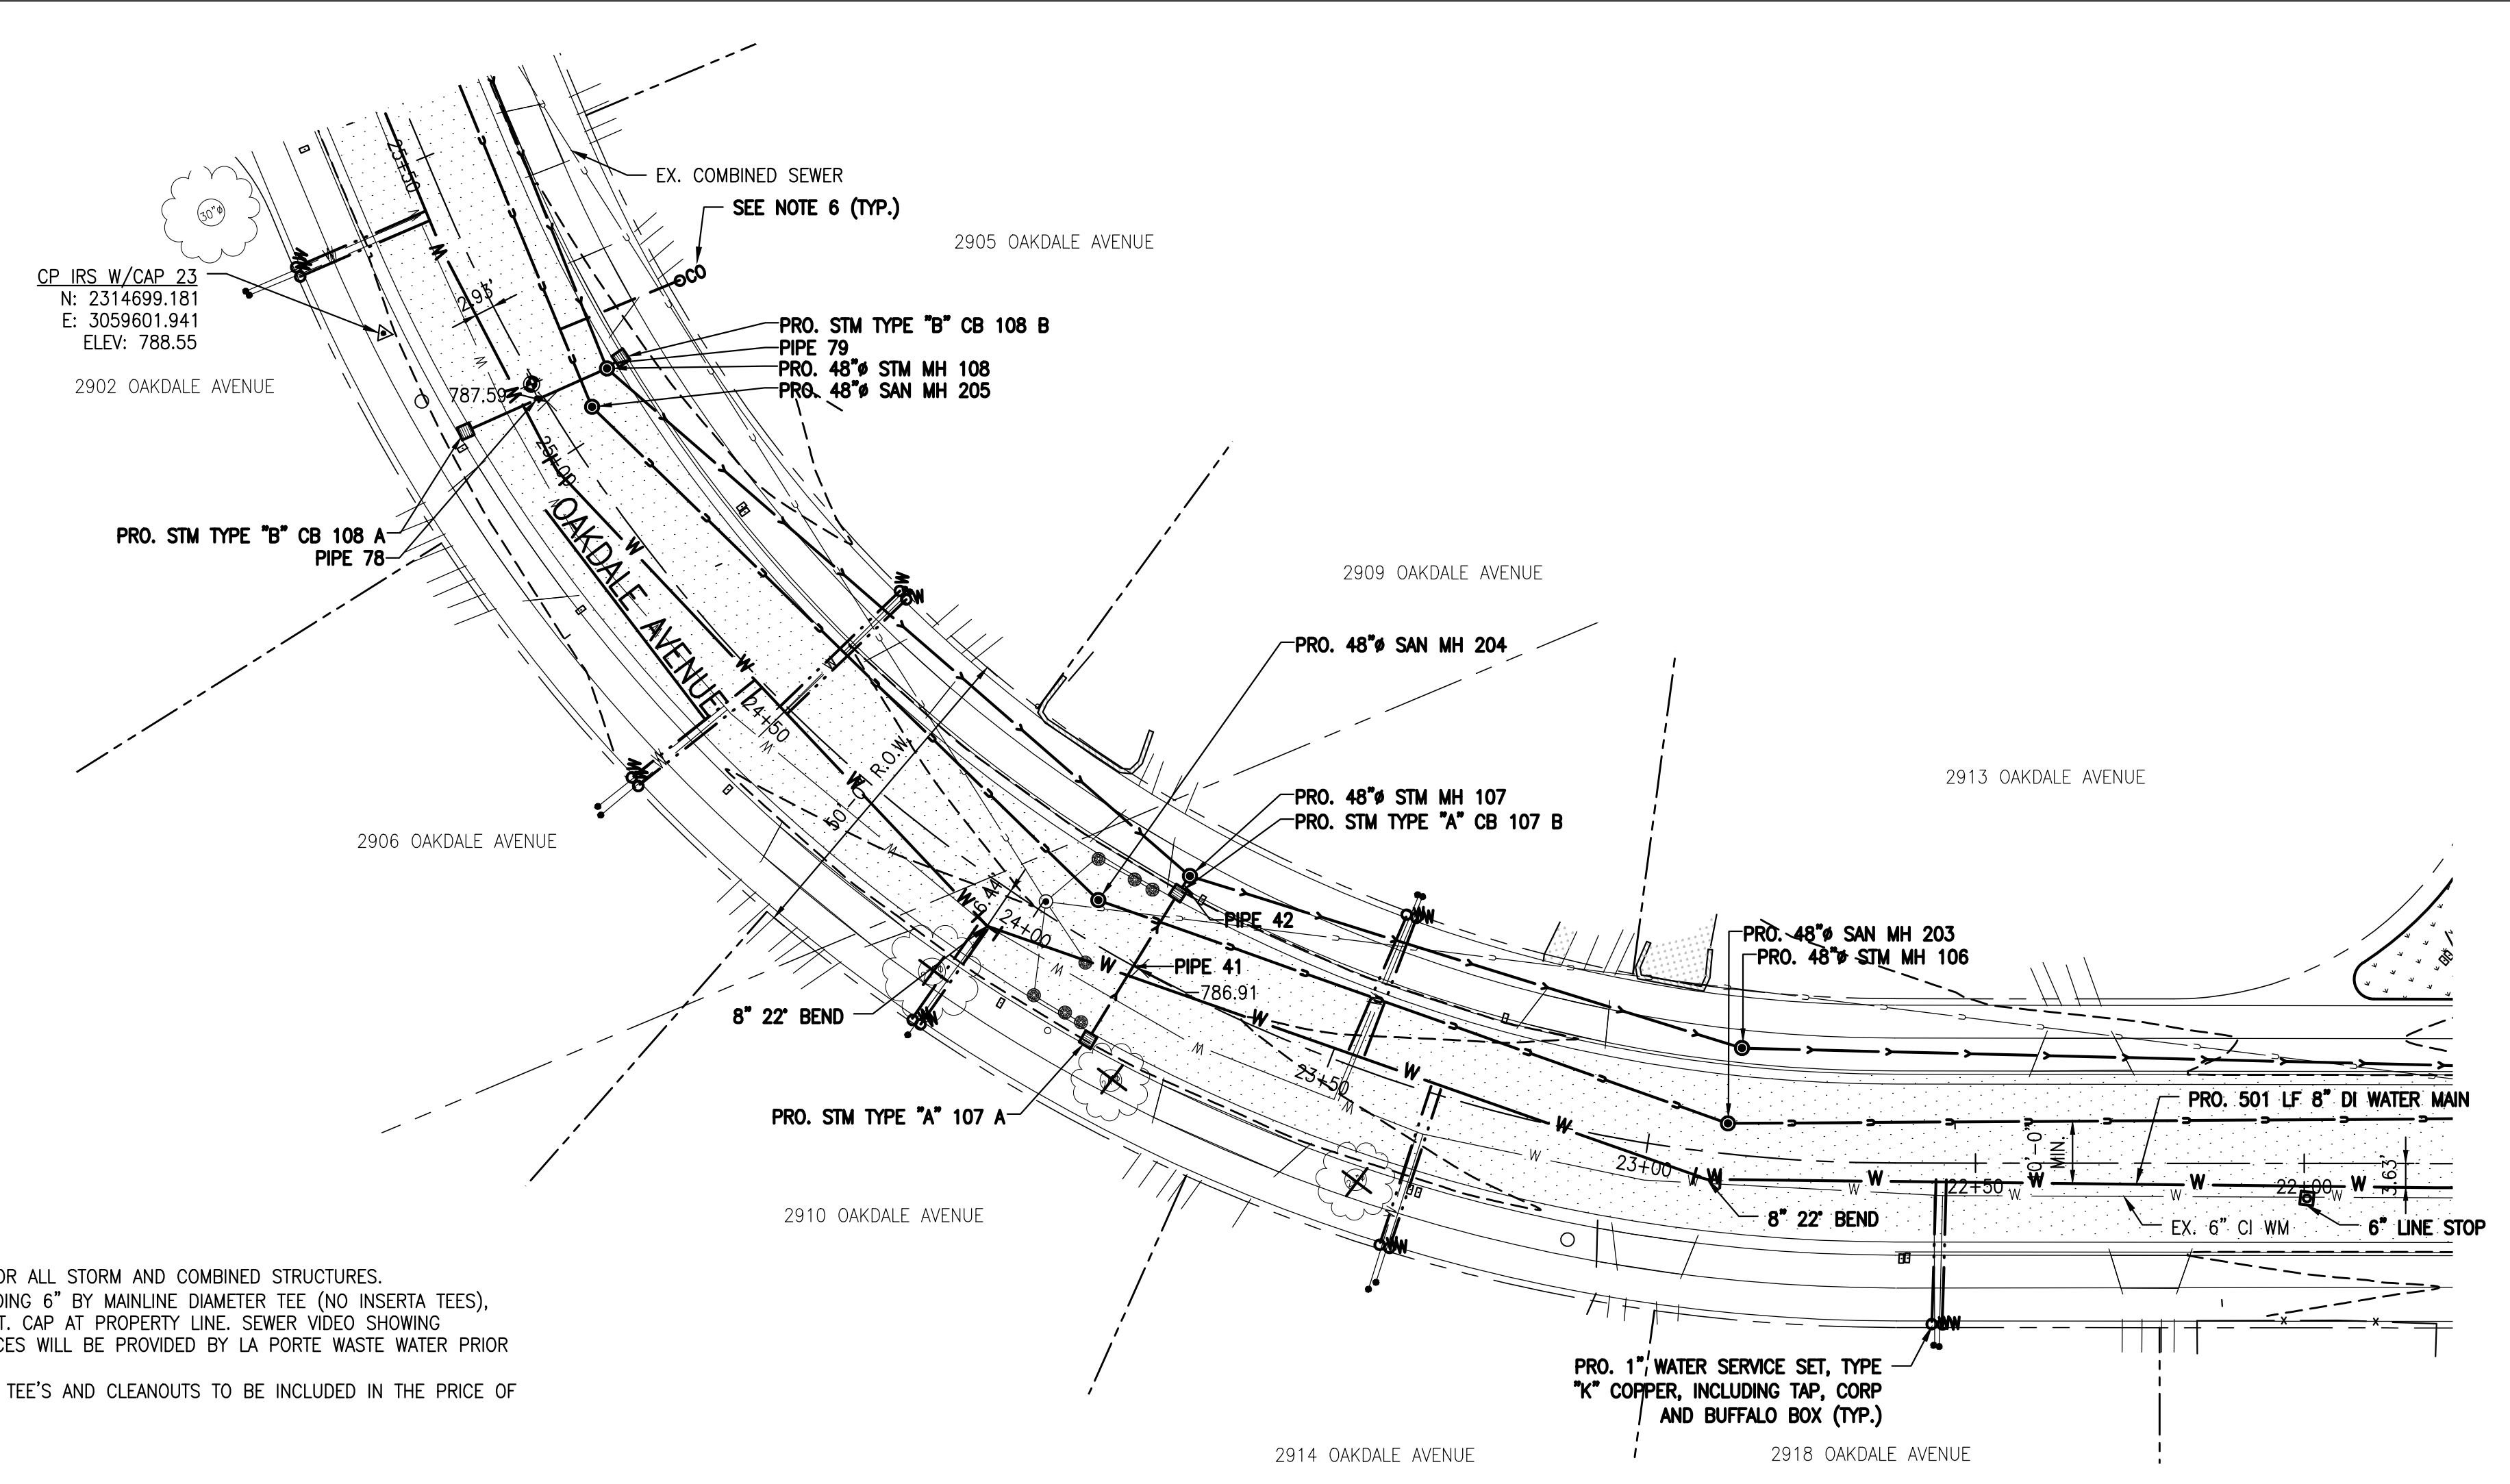 EX. COMBINED SEWER
SEE NOTE 6 (TYP.)
2905 OAKDALE AVENUE
25+50
30"ø
CO
CP IRS W/CAP 23
N: 2314699.181
E: 3059601.941
ELEV: 788.55
2.93'
PRO. STM TYPE "B" CB 108 B
PIPE 79
PRO. 48"ø STM MH 108
PRO. 48"ø SAN MH 205
2902 OAKDALE AVENUE
787.59
25+00
PRO. STM TYPE "B" CB 108 A
PIPE 78
OAKDALE AVENUE
2909 OAKDALE AVENUE
PRO. 48"ø SAN MH 204
24+50
50'-0" R.O.W.
2913 OAKDALE AVENUE
PRO. 48"ø STM MH 107
PRO. STM TYPE "A" CB 107 B
2906 OAKDALE AVENUE
6.44'
24+00
PIPE 42
PRO. 48"ø SAN MH 203
PRO. 48"ø STM MH 106
PIPE 41
786.91
8" 22° BEND
23+50
PRO. STM TYPE "A" 107 A
PRO. 501 LF 8" DI WATER MAIN
23+00
MIN.
22+50
22+00
3.63'
2910 OAKDALE AVENUE
8" 22° BEND
EX. 6" CI WM
6" LINE STOP
OR ALL STORM AND COMBINED STRUCTURES.
DING 6" BY MAINLINE DIAMETER TEE (NO INSERTA TEES),
T. CAP AT PROPERTY LINE. SEWER VIDEO SHOWING
CES WILL BE PROVIDED BY LA PORTE WASTE WATER PRIOR
TEE'S AND CLEANOUTS TO BE INCLUDED IN THE PRICE OF
PRO. 1" WATER SERVICE SET, TYPE
"K" COPPER, INCLUDING TAP, CORP
AND BUFFALO BOX (TYP.)
2914 OAKDALE AVENUE
2918 OAKDALE AVENUE